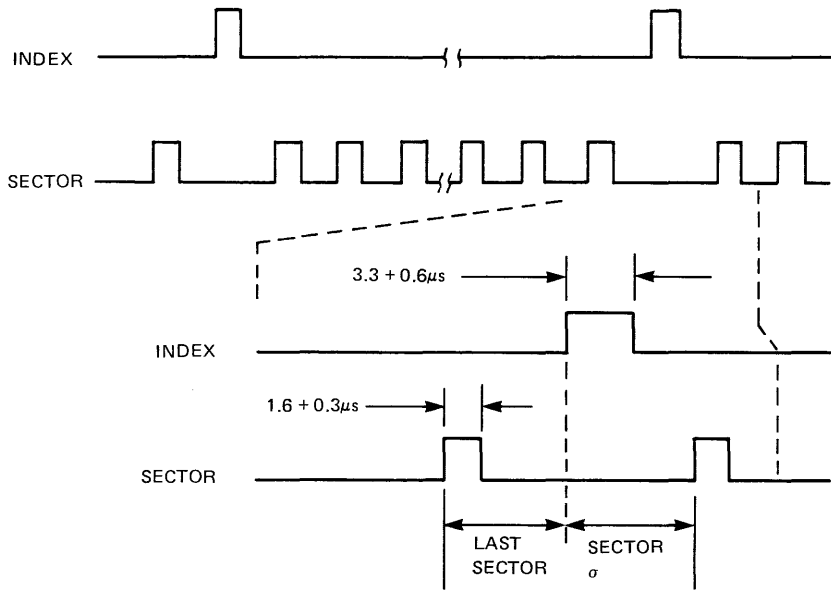 INDEX
SECTOR
3.3 + 0.6μs
INDEX
1.6 + 0.3μs
SECTOR
LAST SECTOR
SECTOR σ